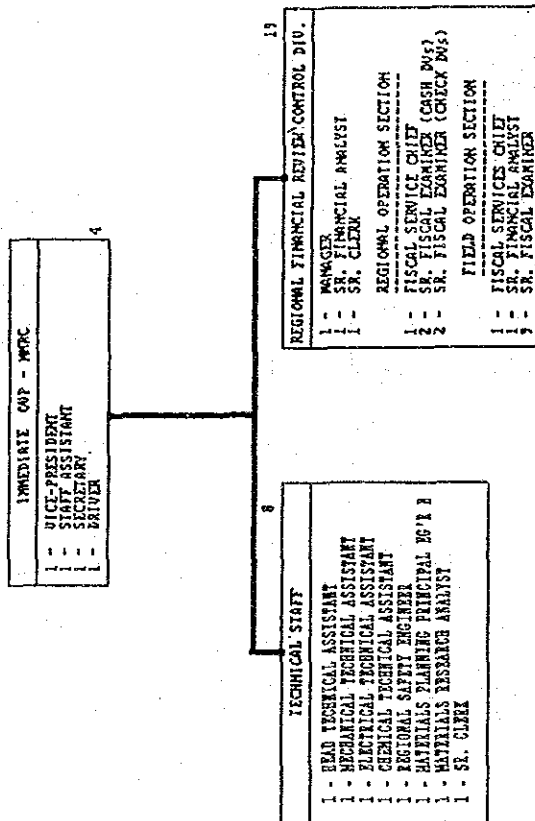 IMMEDIATE OVP - MMRC
4
1 - VICE-PRESIDENT
1 - STAFF ASSISTANT
1 - SECRETARY
1 - DRIVER
8
TECHNICAL STAFF
1 - HEAD TECHNICAL ASSISTANT
1 - MECHANICAL TECHNICAL ASSISTANT
1 - ELECTRICAL TECHNICAL ASSISTANT
1 - CHEMICAL TECHNICAL ASSISTANT
1 - REGIONAL SAFETY ENGINEER
1 - MATERIALS PLANNING PRINCIPAL EG'R B
1 - MATERIALS RESEARCH ANALYST
1 - SR. CLERK
19
REGIONAL FINANCIAL REVIEW\CONTROL DIV.
1 - MANAGER
1 - SR. FINANCIAL ANALYST
1 - SR. CLERK
REGIONAL OPERATION SECTION
------------------------
1 - FISCAL SERVICE CHIEF
2 - SR. FISCAL EXAMINER (CASH DVs)
2 - SR. FISCAL EXAMINER (CHECK DVs)
FIELD OPERATION SECTION
------------------------
1 - FISCAL SERVICES CHIEF
1 - SR. FINANCIAL ANALYST
9 - SR. FISCAL EXAMINER